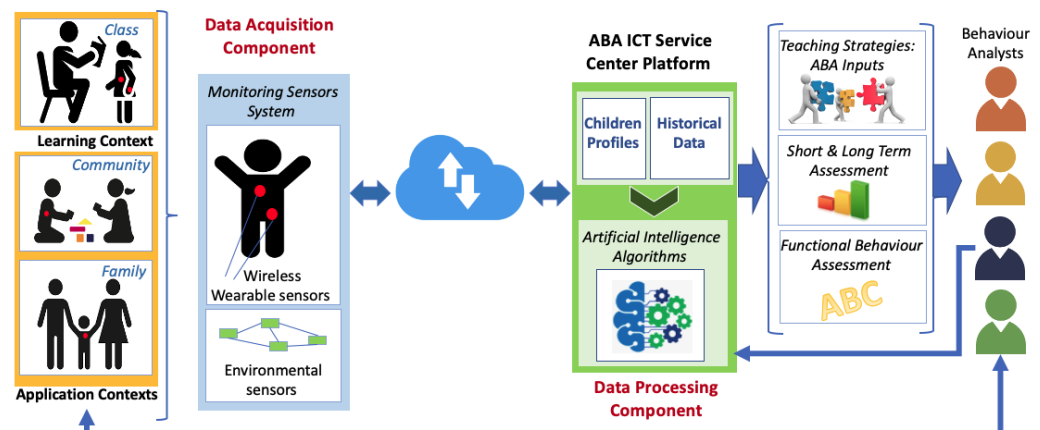 Class
Learning Context
Community
Family
Application Contexts
Data Acquisition
Component
Monitoring Sensors
System
Wireless
Wearable sensors
Environmental
sensors
ABA ICT Service
Center Platform
Children
Profiles
Historical
Data
Artificial Intelligence
Algorithms
Data Processing
Component
Teaching Strategies:
ABA Inputs
Short & Long Term
Assessment
Functional Behaviour
Assessment
ABC
Behaviour
Analysts